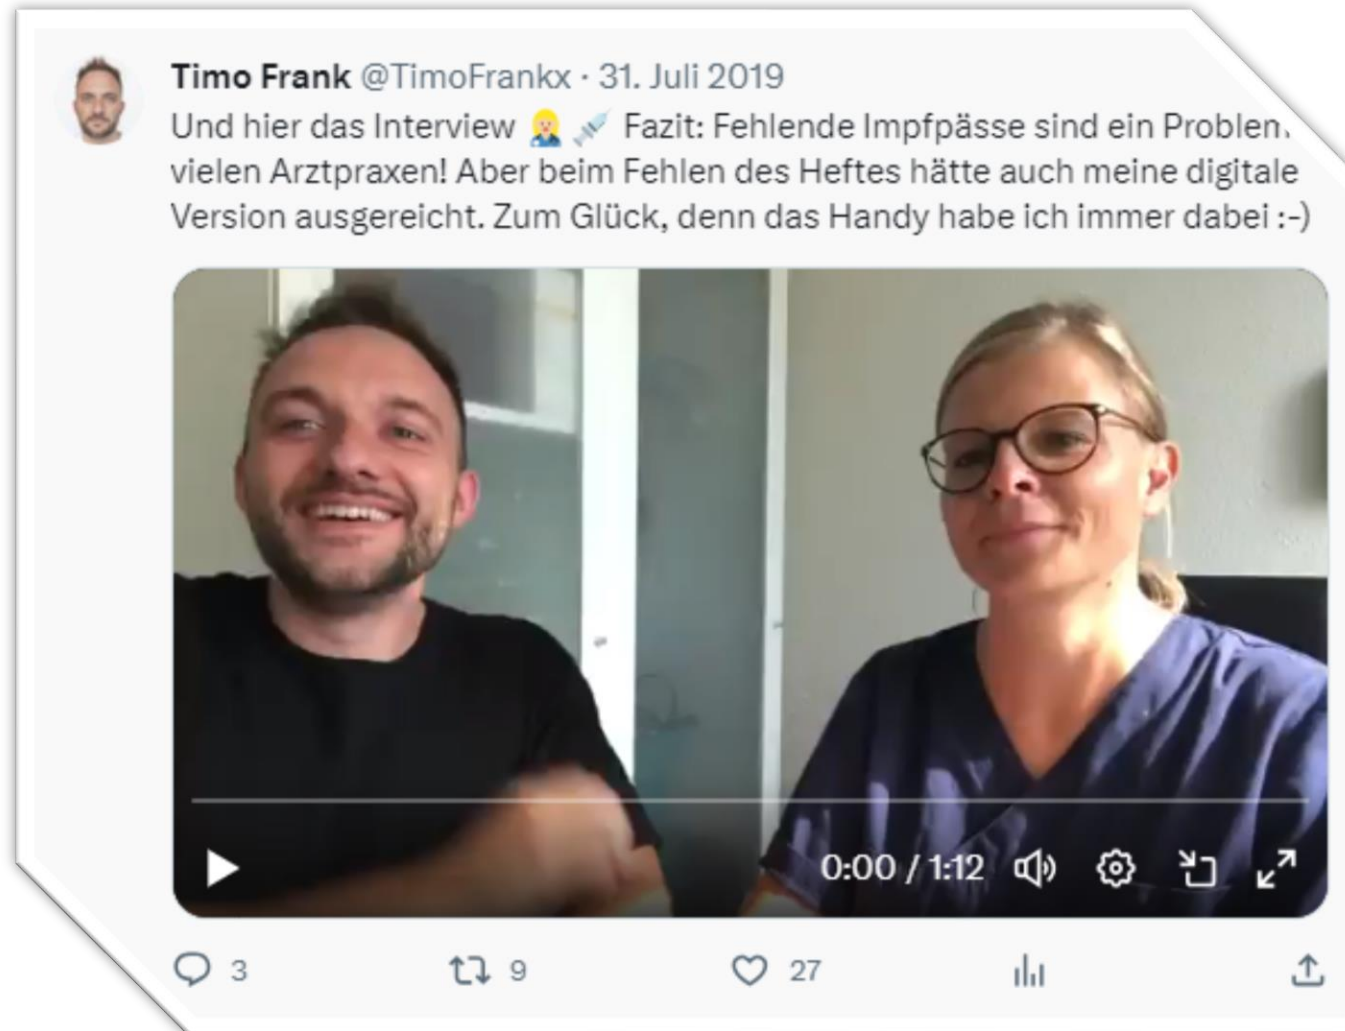 Timo Frank @TimoFrankx · 31. Juli 2019
Und hier das Interview 👩‍⚕️ 💉 Fazit: Fehlende Impfpässe sind ein
vielen Arztpraxen! Aber beim Fehlen des Heftes hätte auch meine digitale
Version ausgereicht. Zum Glück, denn das Handy habe ich immer dabei :-)
0:00 / 1:12
3 9 27